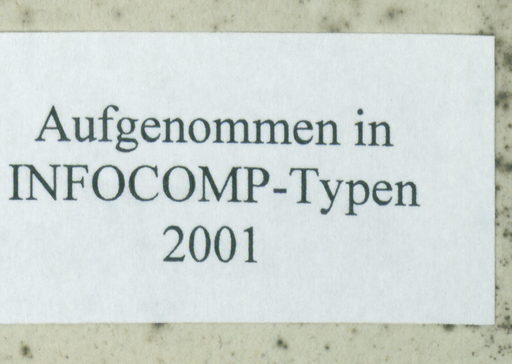 Aufgenommen in
INFOCOMP-Typen
2001